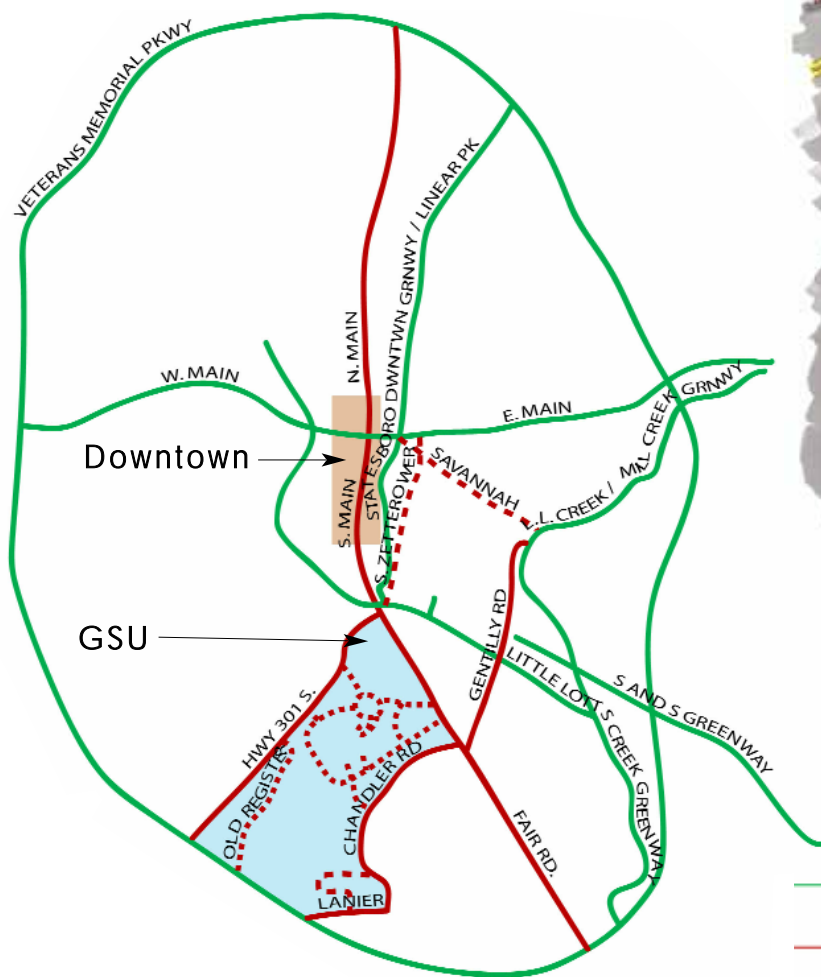 VETERANS MEMORIAL PKWY
STATESBORO DWNTWN GRNWY / LINEAR PK
N. MAIN
W. MAIN
E. MAIN
MILL CREEK GRNWY
Downtown
SAVANNAH
L.L. CREEK /
S. MAIN
S. ZETTEROWER
GSU
GENTILLY RD
LITTLE LOTT S CREEK GREENWAY
S AND S GREENWAY
HWY 301 S.
OLD REGISTER
CHANDLER RD
FAIR RD.
LANIER